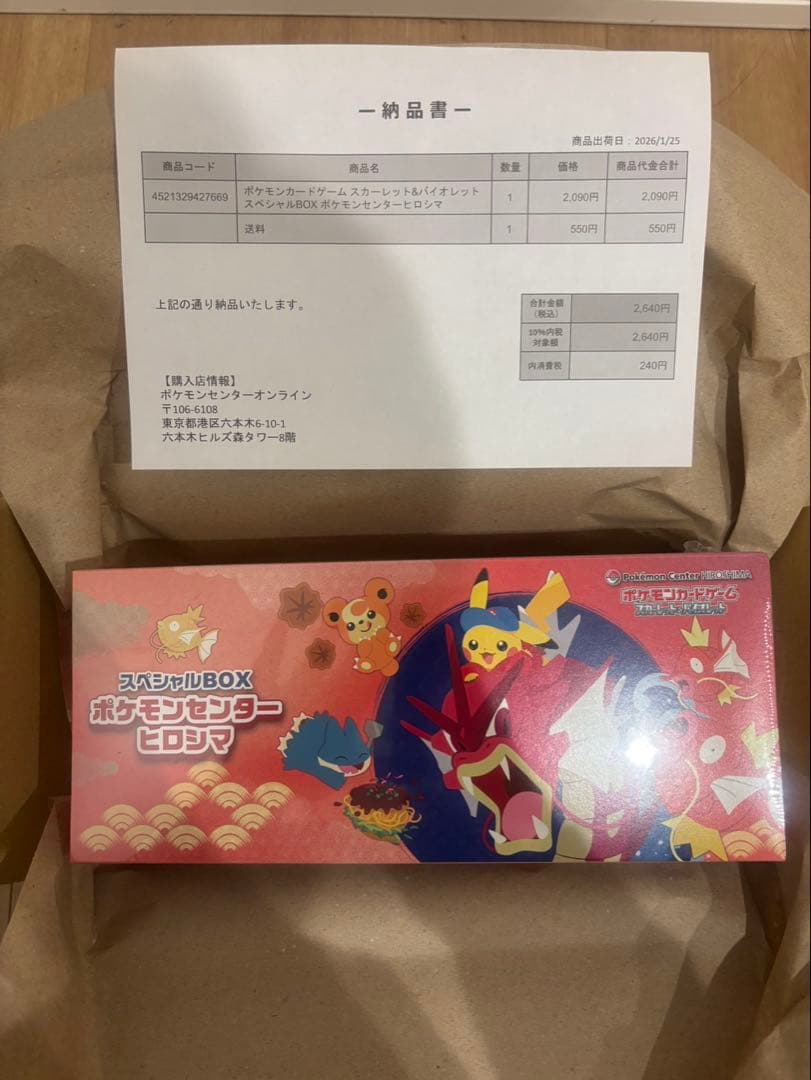 ー納品書ー
商品出荷日：2026/1/25
商品コード 商品名 数量 価格 商品代金合計
4521329427669 ポケモンカードゲーム スカーレット&バイオレット スペシャルBOX ポケモンセンターヒロシマ 1 2,090円 2,090円
送料 1 550円 550円
上記の通り納品いたします。
合計金額（税込） 2,640円
10%内税対象額 2,640円
内消費税 240円
【購入店情報】
ポケモンセンターオンライン
〒106-6108
東京都港区六本木6-10-1
六本木ヒルズ森タワー8階
Pokémon Center HIROSHIMA
ポケモンカードゲーム
スカーレット&バイオレット
スペシャルBOX
ポケモンセンター
ヒロシマ